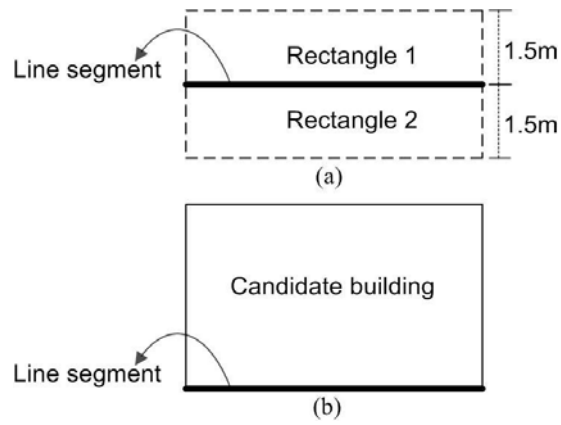 Rectangle 1
1.5m
Line segment
Rectangle 2
1.5m
(a)
Candidate building
Line segment
(b)